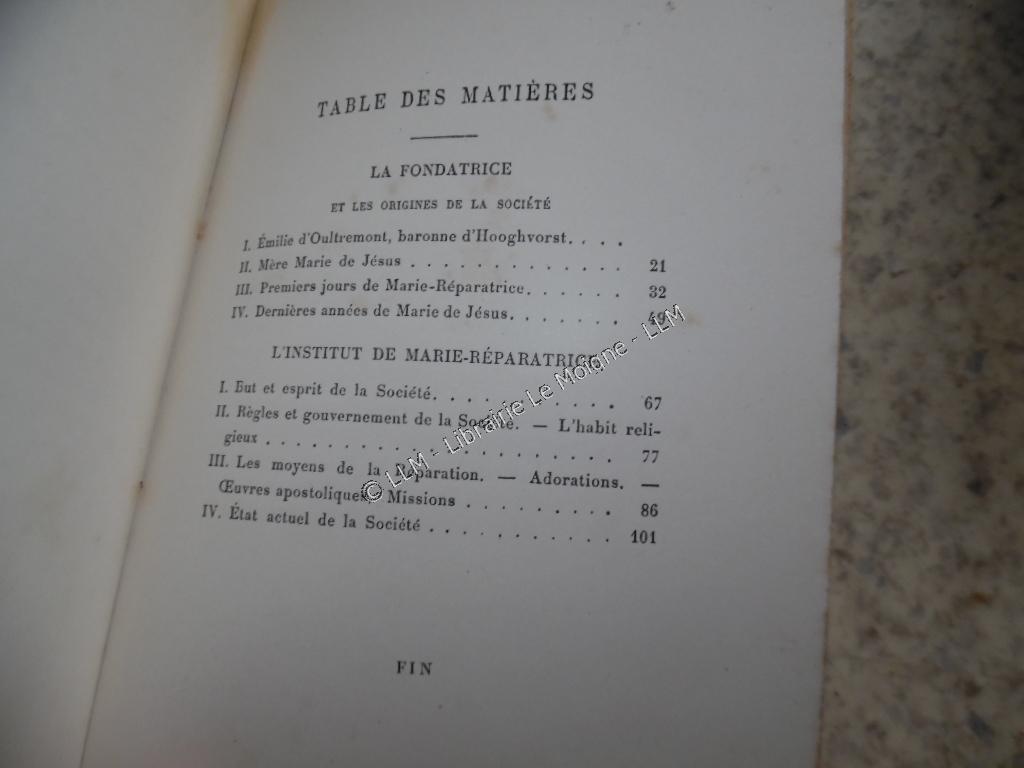 TABLE DES MATIÈRES
LA FONDATRICE
ET LES ORIGINES DE LA SOCIÉTÉ
I. Émilie d'Oultremont, baronne d'Hooghvorst. . . .
II. Mère Marie de Jésus . . . . . . . . . . . . . 21
III. Premiers jours de Marie-Réparatrice. . . . . . 32
IV. Dernières années de Marie de Jésus. . . . . . . 49
L'INSTITUT DE MARIE-RÉPARATRICE
I. But et esprit de la Société. . . . . . . . . . . 67
II. Règles et gouvernement de la Société. — L'habit reli-
gieux . . . . . . . . . . . . . . . . . . 77
III. Les moyens de la Réparation. — Adorations. —
Œuvres apostoliques. Missions . . . . . . . . . 86
IV. État actuel de la Société . . . . . . . . . . . 101
FIN
© LLM - Librairie Le Moigne - LLM